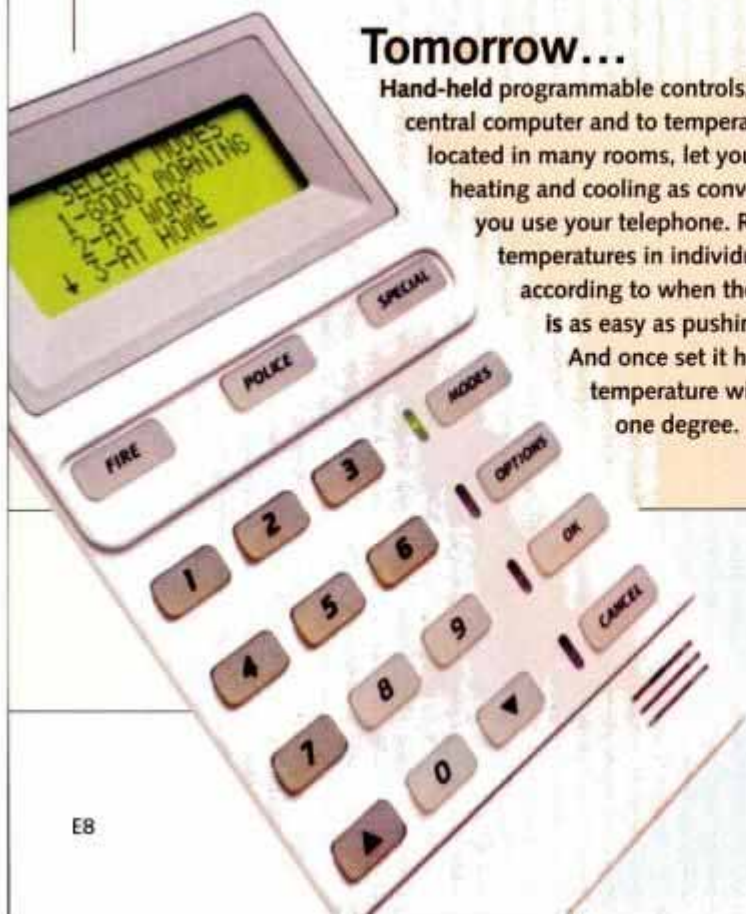 Tomorrow...
Hand-held programmable controls,
central computer and to
located in many rooms, let
heating and cooling as
you use your telephone.
temperatures in
according to when
is as easy as
And once set it
temperature
one degree.
SELECT MODES
1-GOOD MORNING
2-AT WORK
3-AT HOME
FIRE
POLICE
SPECIAL
1
2
3
MODES
4
5
6
OPTIONS
7
8
9
OK
▲
0
▼
CANCEL
E8